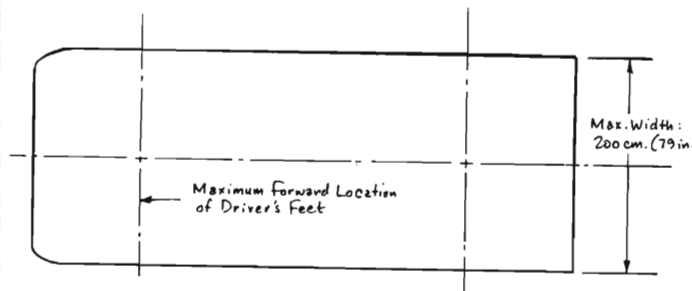 Max. Width:
200 cm. (79 in.
Maximum Forward Location
of Driver's Feet